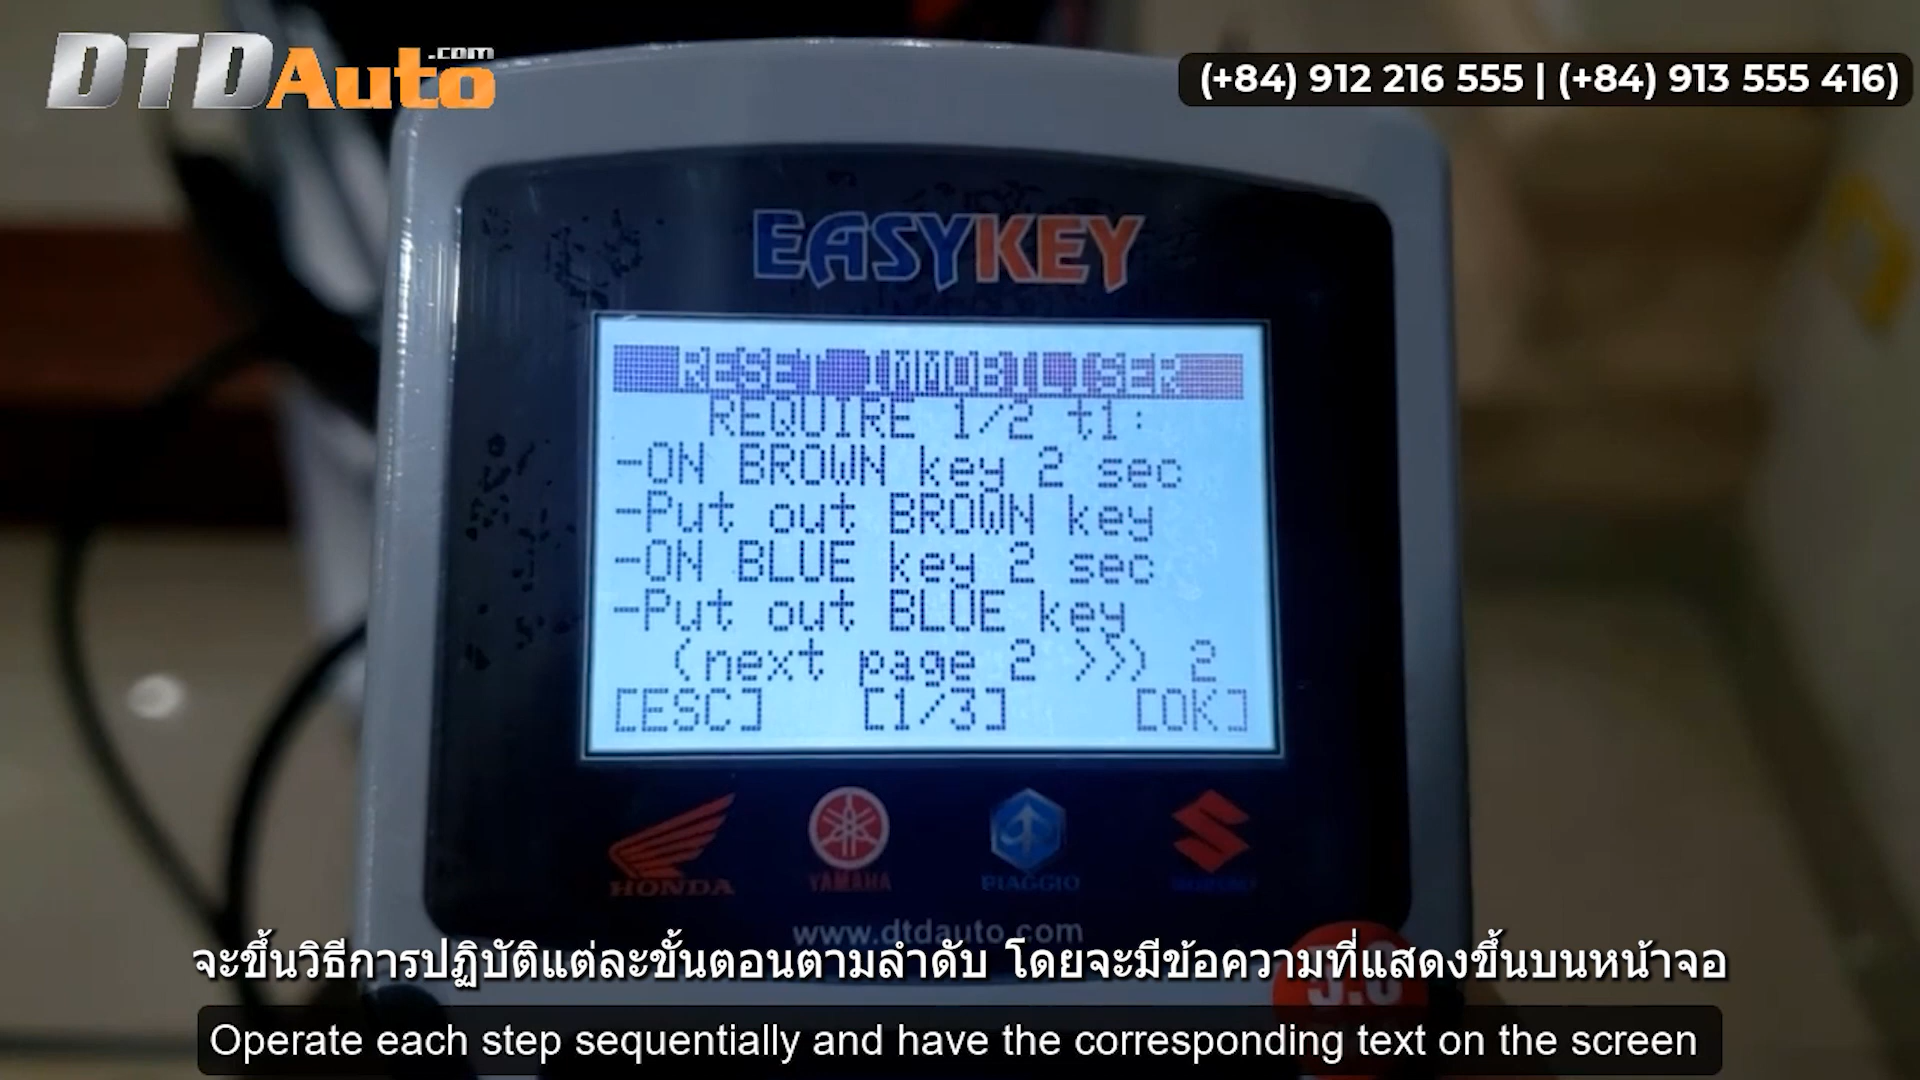 DTDAuto.com
(+84) 912 216 555 | (+84) 913 555 416)
EASYKEY
RESET IMMOBILISER
REQUIRE 1/2 t1:
-ON BROWN key 2 sec
-Put out BROWN key
-ON BLUE key 2 sec
-Put out BLUE key
(next page 2 >>) 2
[ESC] [1/3] [OK]
HONDA YAMAHA PIAGGIO SUZUKI
www.dtdauto.com
จะขึ้นวิธีการปฏิบัติแต่ละขั้นตอนตามลำดับ โดยจะมีข้อความที่แสดงขึ้นบนหน้าจอ
Operate each step sequentially and have the corresponding text on the screen